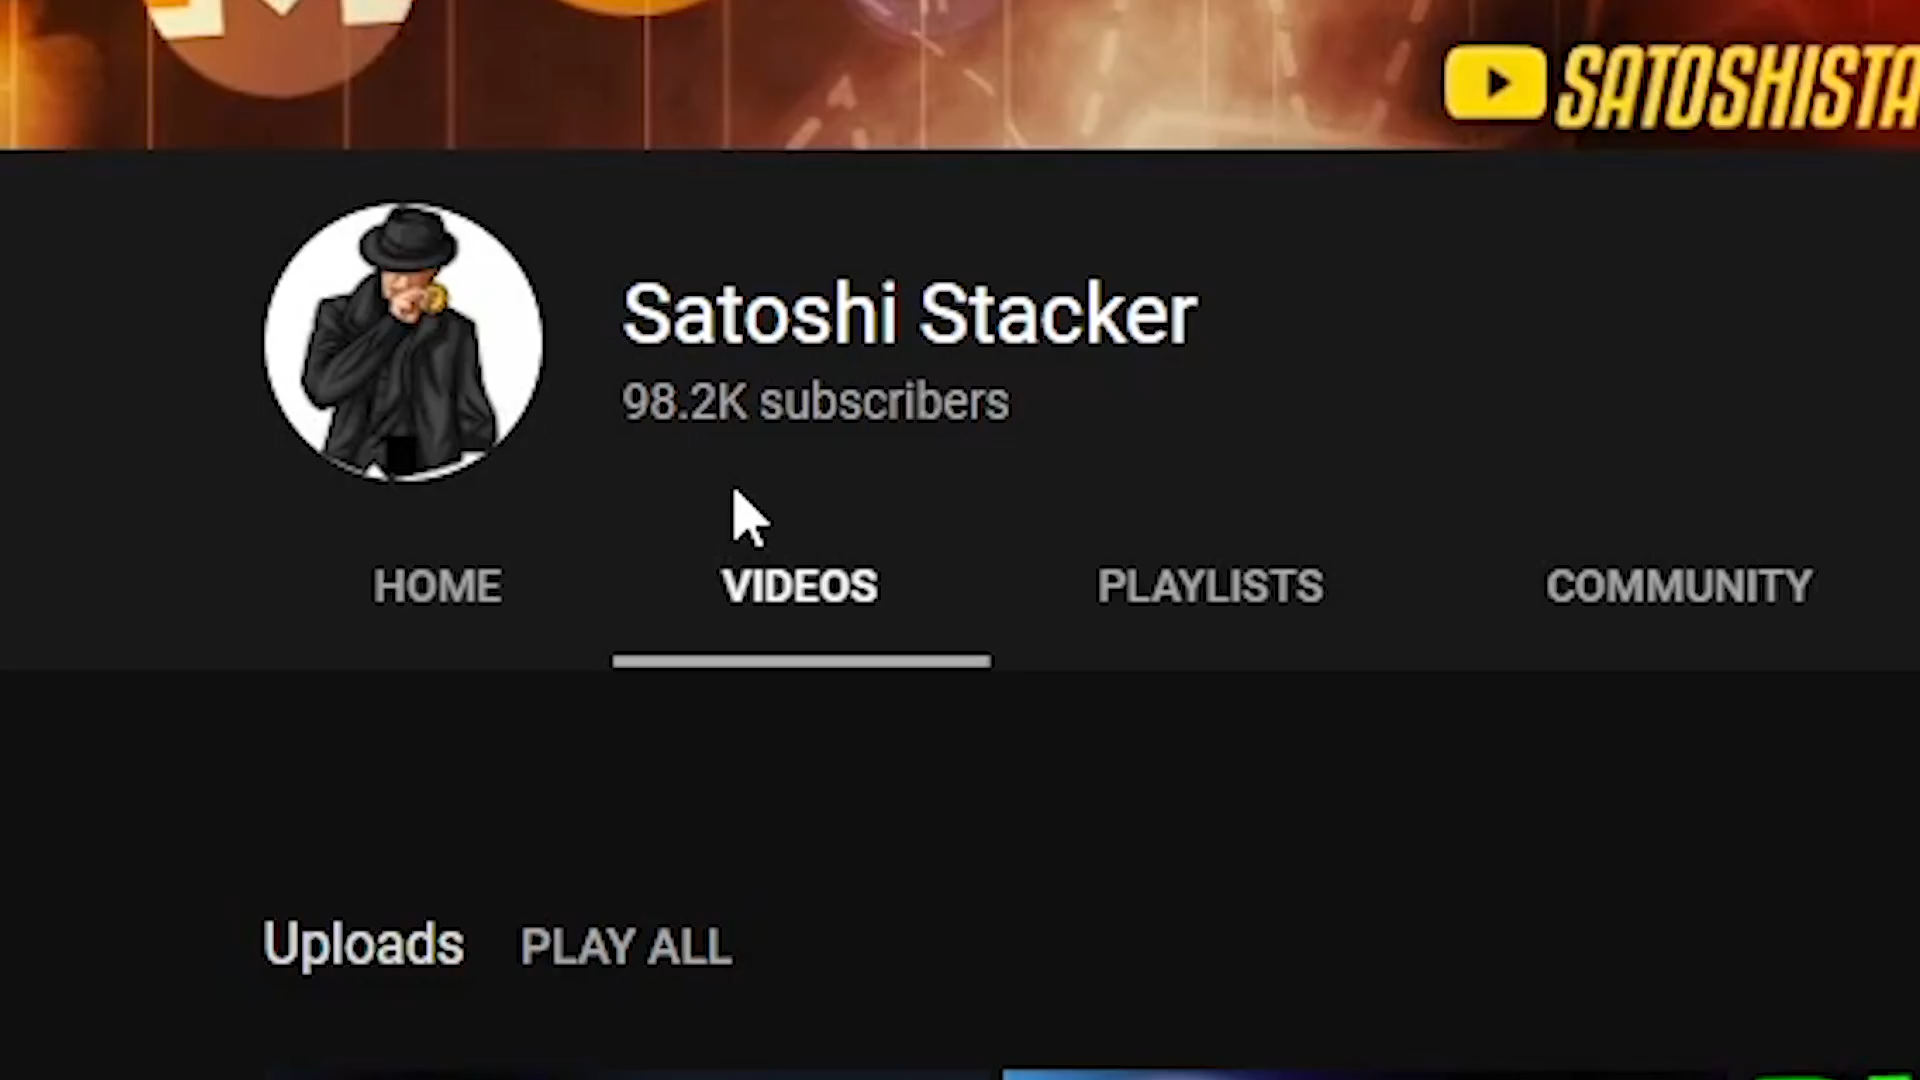 SATOSHISTA
Satoshi Stacker
98.2K subscribers
HOME VIDEOS PLAYLISTS COMMUNITY
Uploads PLAY ALL